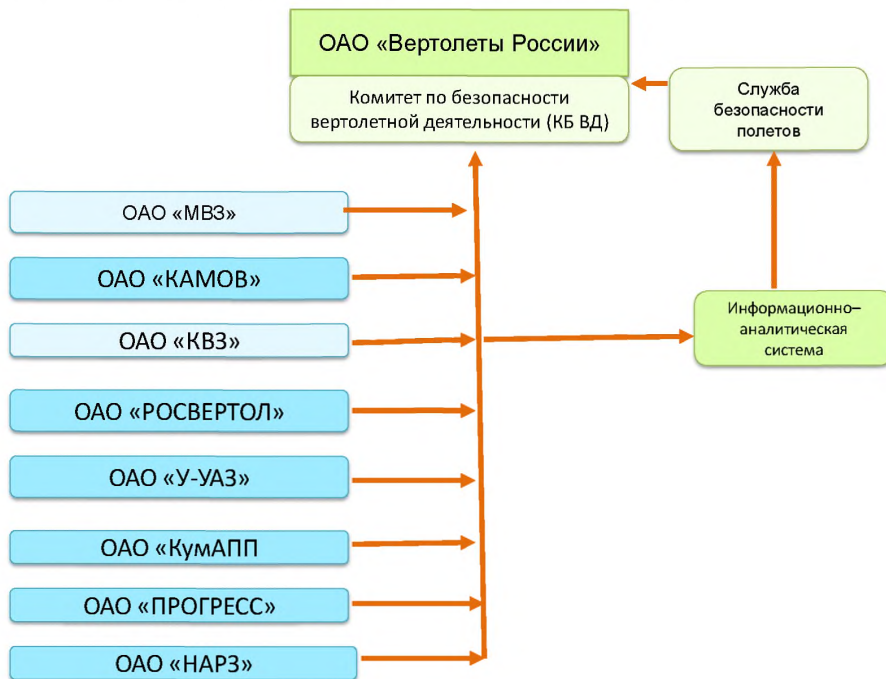 ОАО «Вертолеты России»
Комитет по безопасности
вертолетной деятельности (КБ ВД)
Служба
безопасности
полетов
ОАО «МВЗ»
ОАО «КАМОВ»
ОАО «КВЗ»
ОАО «РОСВЕРТОЛ»
ОАО «У-УАЗ»
ОАО «КумАПП
ОАО «ПРОГРЕСС»
ОАО «НАРЗ»
Информационно–
аналитическая
система